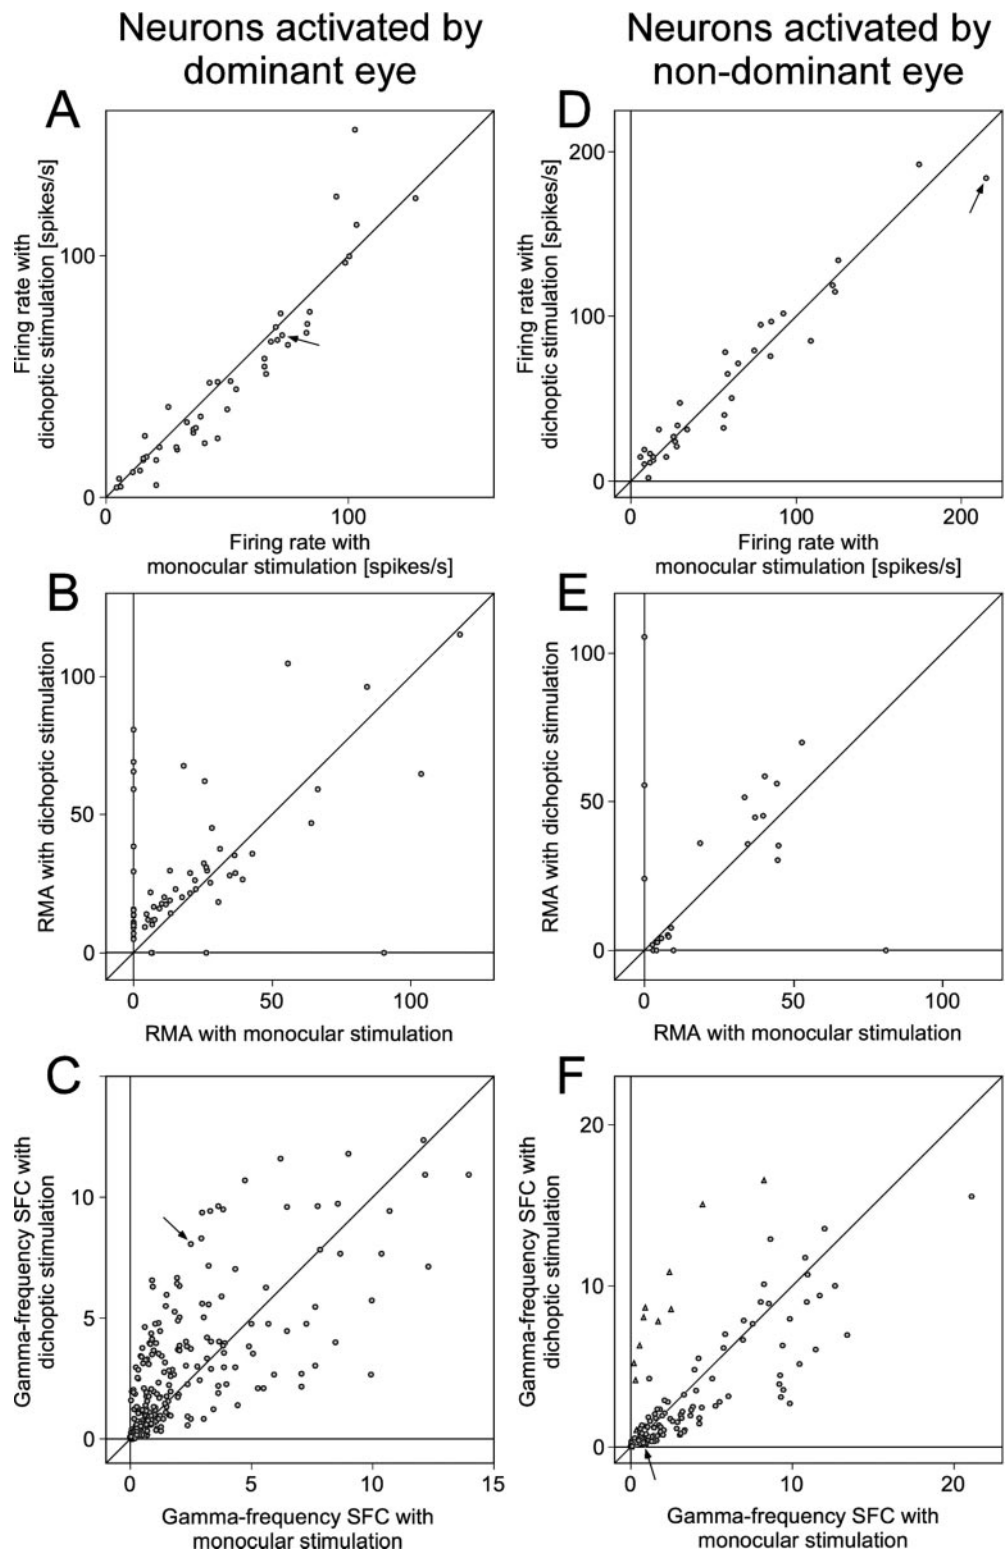 Neurons activated by
dominant eye
Neurons activated by
non-dominant eye
A
Firing rate with
dichoptic stimulation [spikes/s]
100
0
0
100
Firing rate with
monocular stimulation [spikes/s]
D
Firing rate with
dichoptic stimulation [spikes/s]
200
100
0
0
100
200
Firing rate with
monocular stimulation [spikes/s]
B
RMA with dichoptic stimulation
100
50
0
0
50
100
RMA with monocular stimulation
E
RMA with dichoptic stimulation
100
50
0
0
50
100
RMA with monocular stimulation
C
Gamma-frequency SFC with
dichoptic stimulation
10
5
0
0
5
10
15
Gamma-frequency SFC with
monocular stimulation
F
Gamma-frequency SFC with
dichoptic stimulation
20
10
0
0
10
20
Gamma-frequency SFC with
monocular stimulation